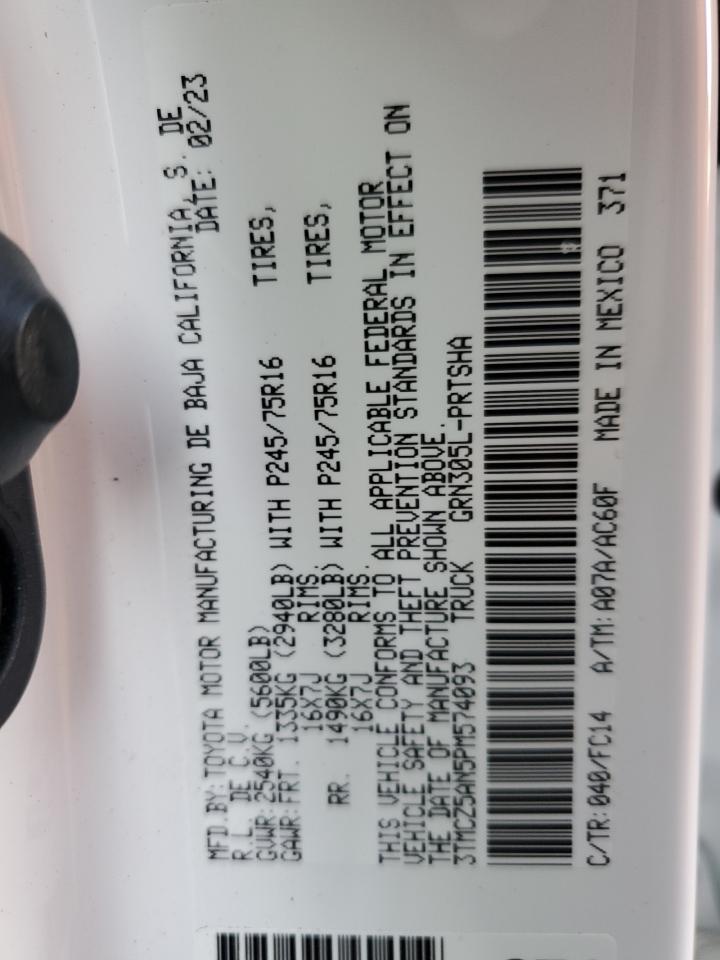 MFD.BY:TOYOTA MOTOR MANUFACTURING DE BAJA CALIFORNIA, S. DE
R.L. DE C.V. DATE: 02/23
GVWR:2540KG (5600LB)
GAWR:FRT. 1335KG (2940LB) WITH P245/75R16 TIRES,
16X7J RIMS.
RR. 1490KG (3280LB) WITH P245/75R16 TIRES,
16X7J RIMS.
THIS VEHICLE CONFORMS TO ALL APPLICABLE FEDERAL MOTOR
VEHICLE SAFETY AND THEFT PREVENTION STANDARDS IN EFFECT ON
THE DATE OF MANUFACTURE SHOWN ABOVE.
3TMCZ5AN5PM574093 TRUCK GRN305L-PRTSHA
C/TR:040/FC14 A/TM:A07A/AC60F MADE IN MEXICO 371